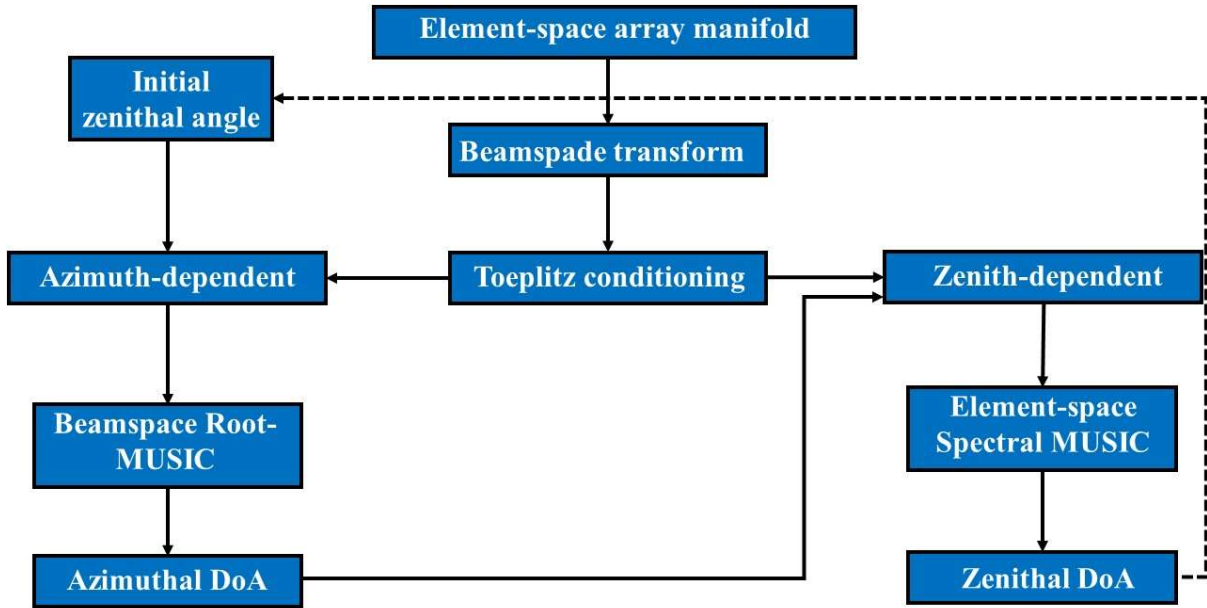 Element-space array manifold
Initial
zenithal angle
Beamspade transform
Azimuth-dependent
Toeplitz conditioning
Zenith-dependent
Beamspace Root-
MUSIC
Element-space
Spectral MUSIC
Azimuthal DoA
Zenithal DoA